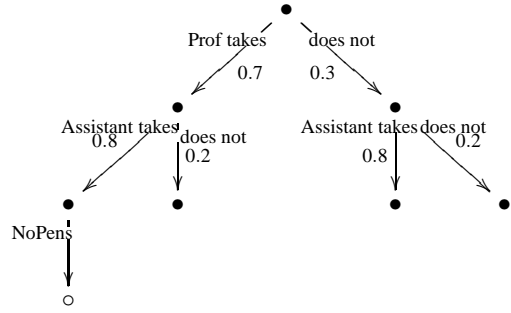 Prof takes does not
0.7 0.3
Assistant takes does not Assistant takes does not
0.8 0.2 0.8 0.2
NoPens